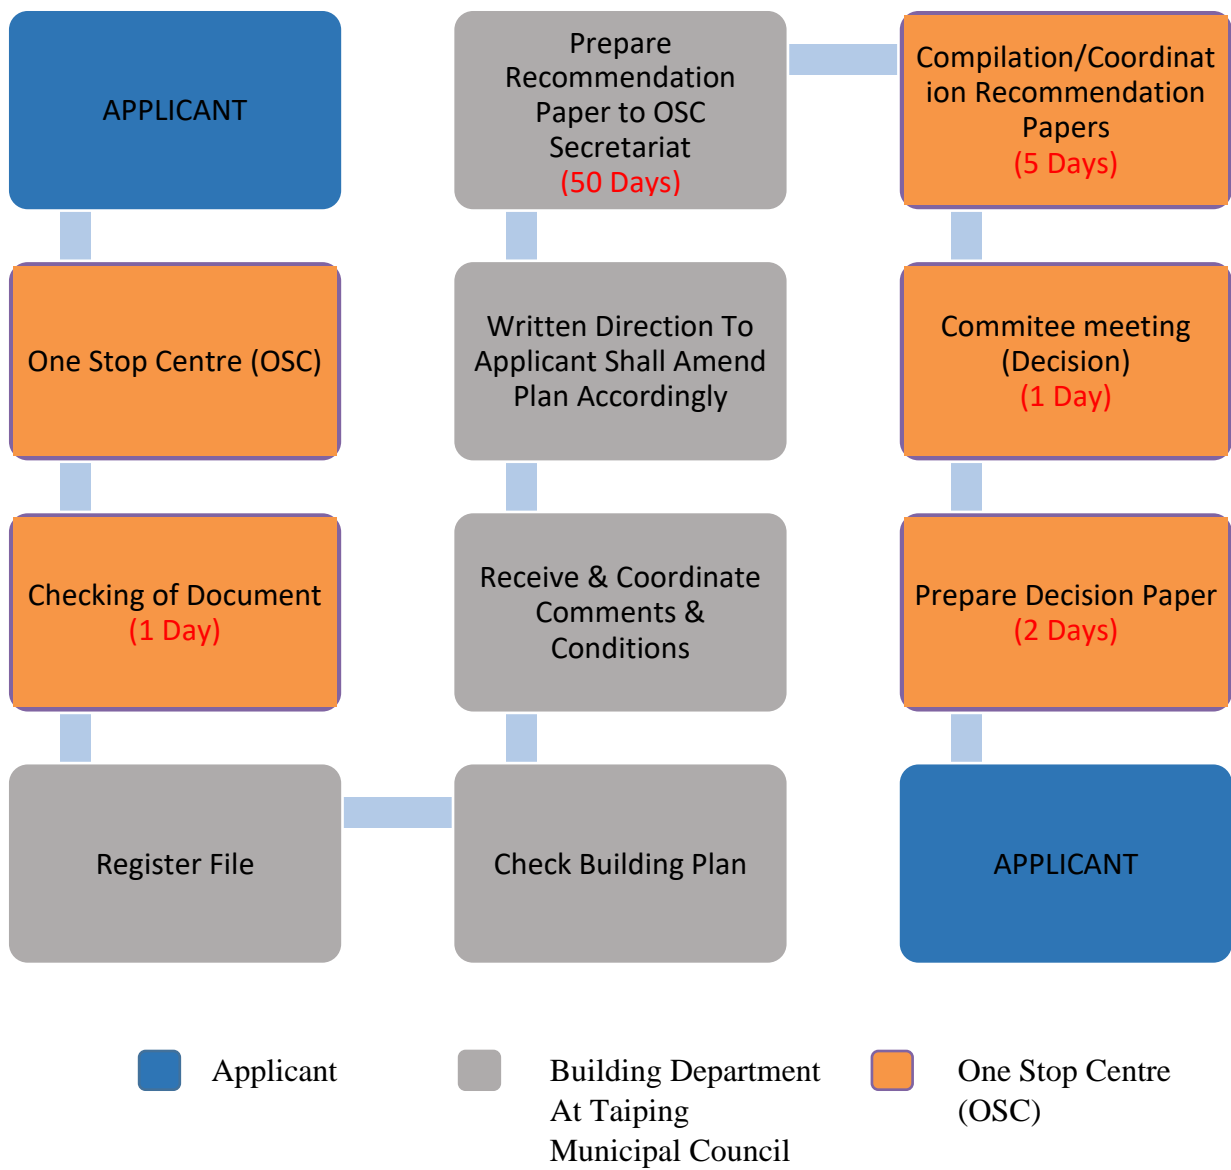 APPLICANT
One Stop Centre (OSC)
Checking of Document
(1 Day)
Register File
Check Building Plan
Receive & Coordinate
Comments &
Conditions
Written Direction To
Applicant Shall Amend
Plan Accordingly
Prepare
Recommendation
Paper to OSC
Secretariat
(50 Days)
Compilation/Coordinat
ion Recommendation
Papers
(5 Days)
Commitee meeting
(Decision)
(1 Day)
Prepare Decision Paper
(2 Days)
APPLICANT
Applicant
Building Department
At Taiping
Municipal Council
One Stop Centre
(OSC)